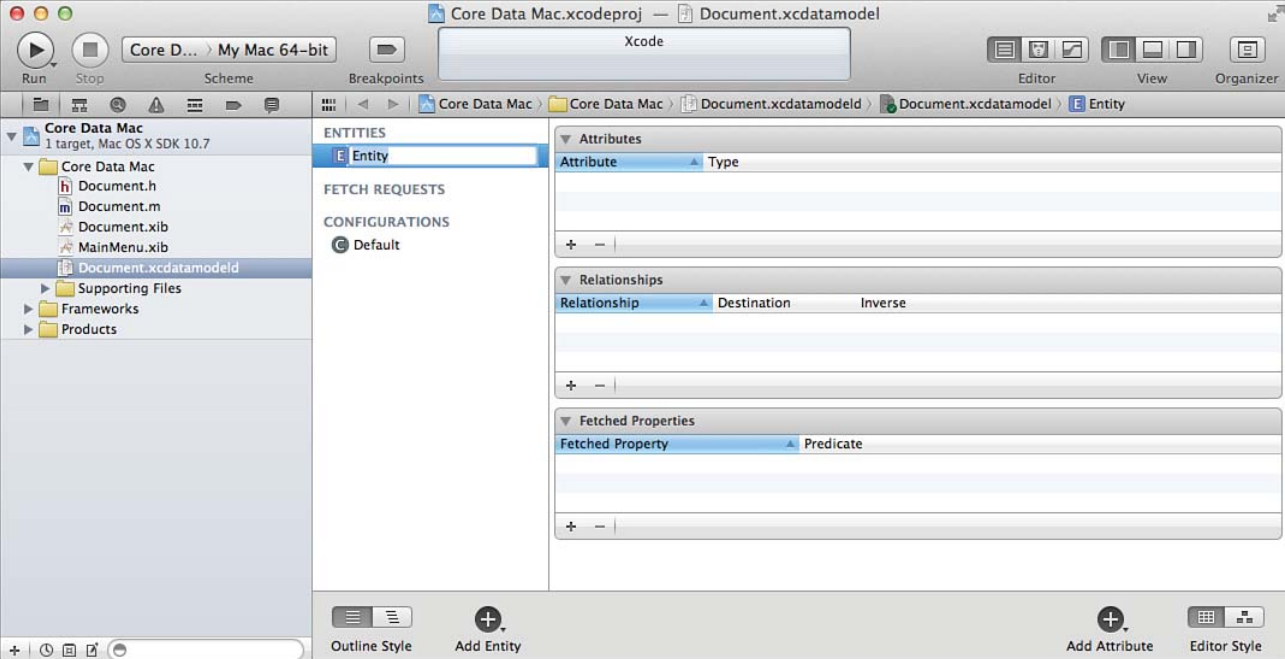 Core Data Mac.xcodeproj — Document.xcdatamodel
Core D... My Mac 64-bit
Xcode
Run Stop Scheme Breakpoints Editor View Organizer
Core Data Mac Core Data Mac Document.xcdatamodeld Document.xcdatamodel E Entity
Core Data Mac
1 target, Mac OS X SDK 10.7
Core Data Mac
h Document.h
m Document.m
Document.xib
MainMenu.xib
Document.xcdatamodeld
Supporting Files
Frameworks
Products
ENTITIES
E Entity
FETCH REQUESTS
CONFIGURATIONS
C Default
Attributes
Attribute Type
Relationships
Relationship Destination Inverse
Fetched Properties
Fetched Property Predicate
Outline Style Add Entity Add Attribute Editor Style